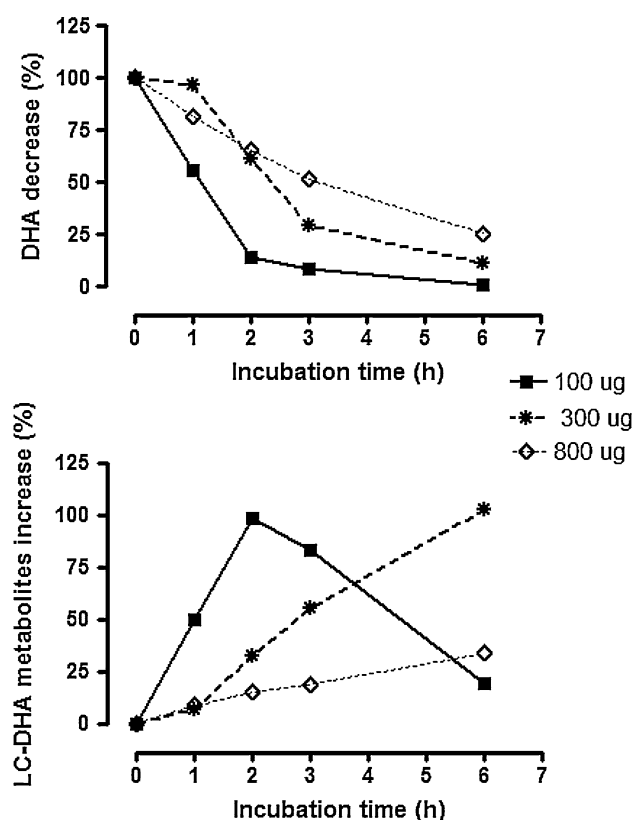 DHA decrease (%)
125
100
75
50
25
0
0 1 2 3 4 5 6 7
Incubation time (h)
100 ug
300 ug
800 ug
LC-DHA metabolites increase (%)
125
100
75
50
25
0
0 1 2 3 4 5 6 7
Incubation time (h)